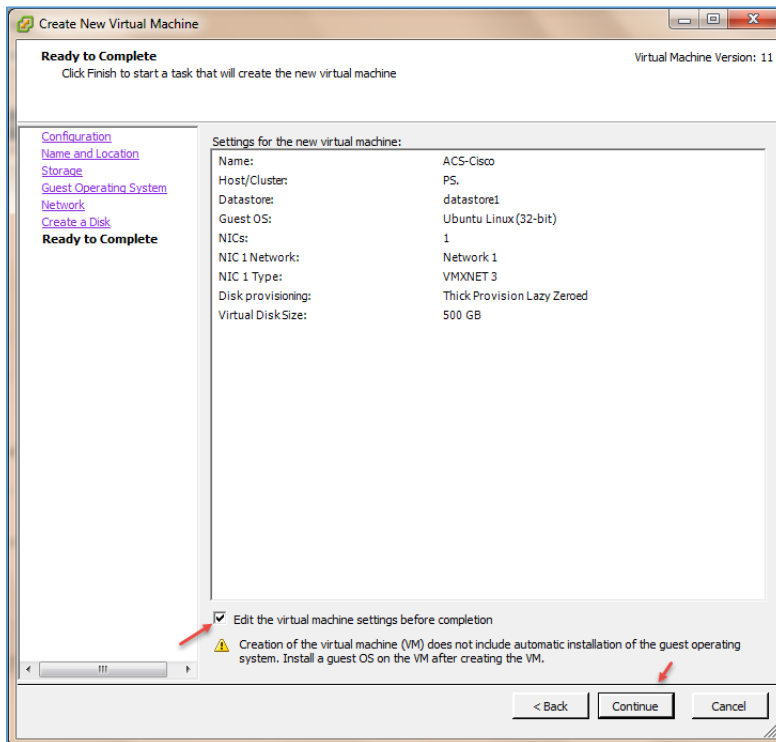 Create New Virtual Machine
Ready to Complete
Click Finish to start a task that will create the new virtual machine
Virtual Machine Version: 11
Configuration
Name and Location
Storage
Guest Operating System
Network
Create a Disk
Ready to Complete
Settings for the new virtual machine:
Name: ACS-Cisco
Host/Cluster: PS.
Datastore: datastore1
Guest OS: Ubuntu Linux (32-bit)
NICs: 1
NIC 1 Network: Network 1
NIC 1 Type: VMXNET 3
Disk provisioning: Thick Provision Lazy Zeroed
Virtual Disk Size: 500 GB
Edit the virtual machine settings before completion
Creation of the virtual machine (VM) does not include automatic installation of the guest operating
system. Install a guest OS on the VM after creating the VM.
< Back
Continue
Cancel